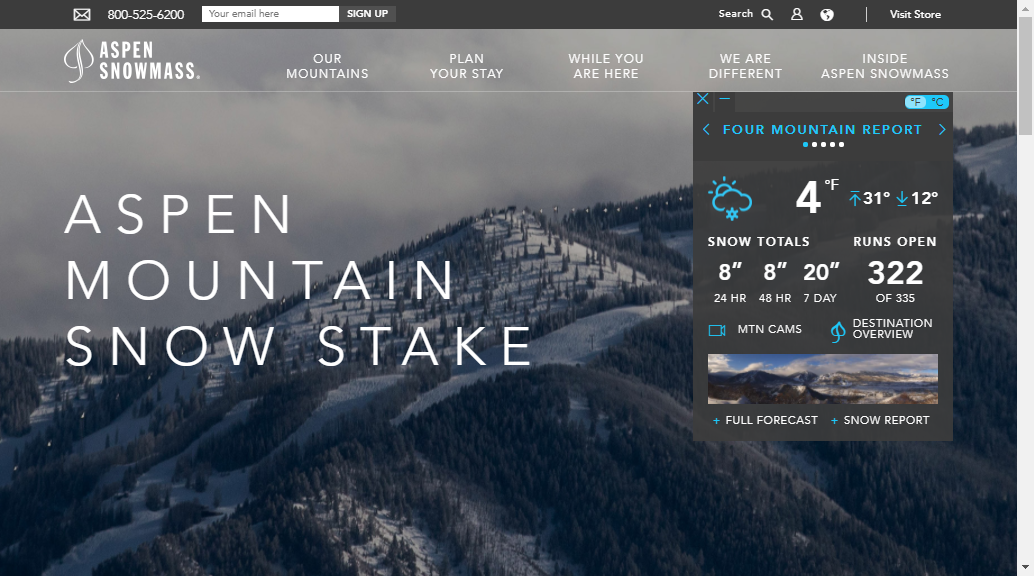 800-525-6200
Your email here
SIGN UP
Search
Visit Store
ASPEN
SNOWMASS.
OUR
MOUNTAINS
PLAN
YOUR STAY
WHILE YOU
ARE HERE
WE ARE
DIFFERENT
INSIDE
ASPEN SNOWMASS
°F °C
FOUR MOUNTAIN REPORT
4 °F 31° 12°
SNOW TOTALS
RUNS OPEN
8” 8” 20”
322
24 HR 48 HR 7 DAY
OF 335
MTN CAMS
DESTINATION
OVERVIEW
+ FULL FORECAST + SNOW REPORT
ASPEN
MOUNTAIN
SNOW STAKE